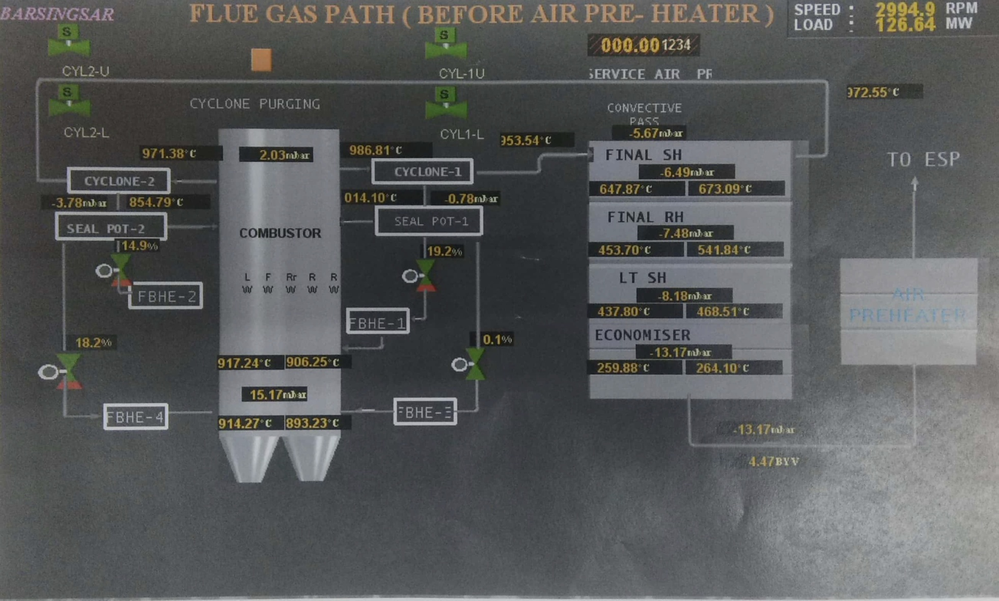 BARSINGSAR
FLUE GAS PATH ( BEFORE AIR PRE- HEATER )
SPEED : 2994.9 RPM
LOAD : 126.64 MW
S
S
000.00 1234
CYL2-U
CYL-1U
SERVICE AIR PR
S
S
972.55°C
CYCLONE PURGING
CONVECTIVE
PASS
CYL2-L
CYL1-L
-5.67mbar
953.54°C
971.38°C
2.03mbar
986.81°C
FINAL SH
TO ESP
CYCLONE-2
CYCLONE-1
-6.49mbar
647.87°C
673.09°C
-3.78mbar
854.79°C
014.10°C
-0.78mbar
FINAL RH
SEAL POT-2
COMBUSTOR
SEAL POT-1
-7.48mbar
14.9%
19.2%
453.70°C
541.84°C
L F Rr R R
W W W W W
LT SH
FBHE-2
-8.18mbar
AIR
PREHEATER
437.80°C
468.51°C
FBHE-1
18.2%
0.1%
ECONOMISER
-13.17mbar
917.24°C
906.25°C
259.88°C
264.10°C
15.17mbar
FBHE-4
FBHE-3
914.27°C
893.23°C
-13.17mbar
4.47BYV